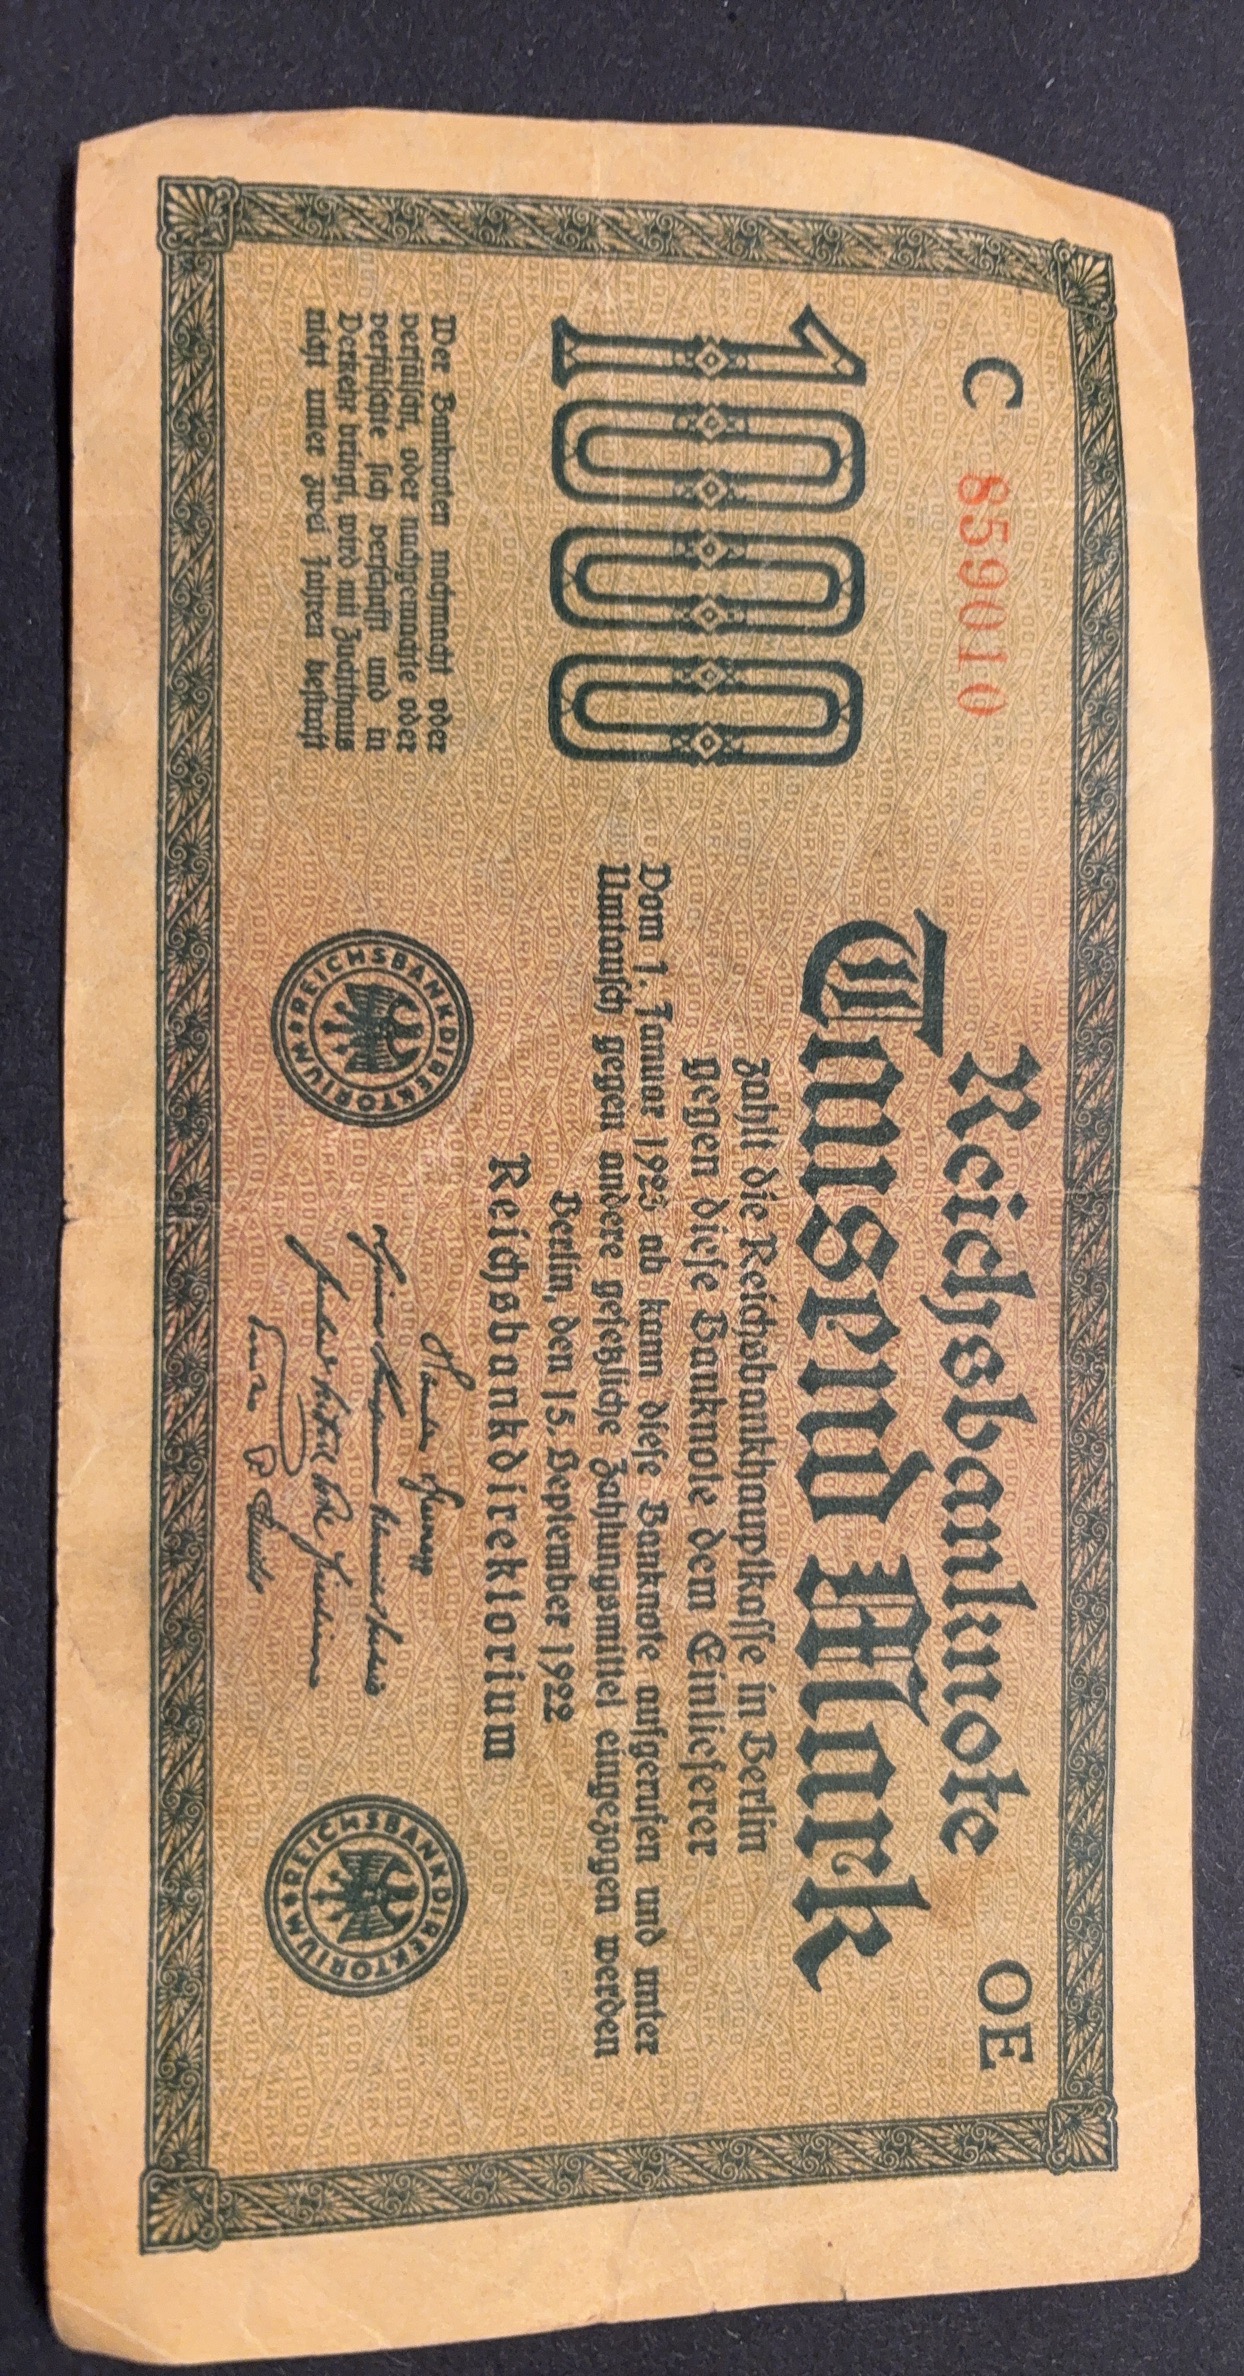 Reichsbanknote
C 859010
OE
1000
Tausend Mark
zahlt die Reichsbankhauptkasse in Berlin
gegen diese Banknote dem Einlieferer
Vom 1. Januar 1923 ab kann diese Banknote aufgerufen und unter
Umtausch gegen andere gesetzliche Zahlungsmittel eingezogen werden
Berlin, den 15. September 1922
Reichsbankdirektorium
Wer Banknoten nachmacht oder
verfälscht, oder nachgemachte oder
verfälschte sich verschafft und in
Verkehr bringt, wird mit Zuchthaus
nicht unter zwei Jahren bestraft
REICHSBANKDIREKTORIUM
REICHSBANKDIREKTORIUM